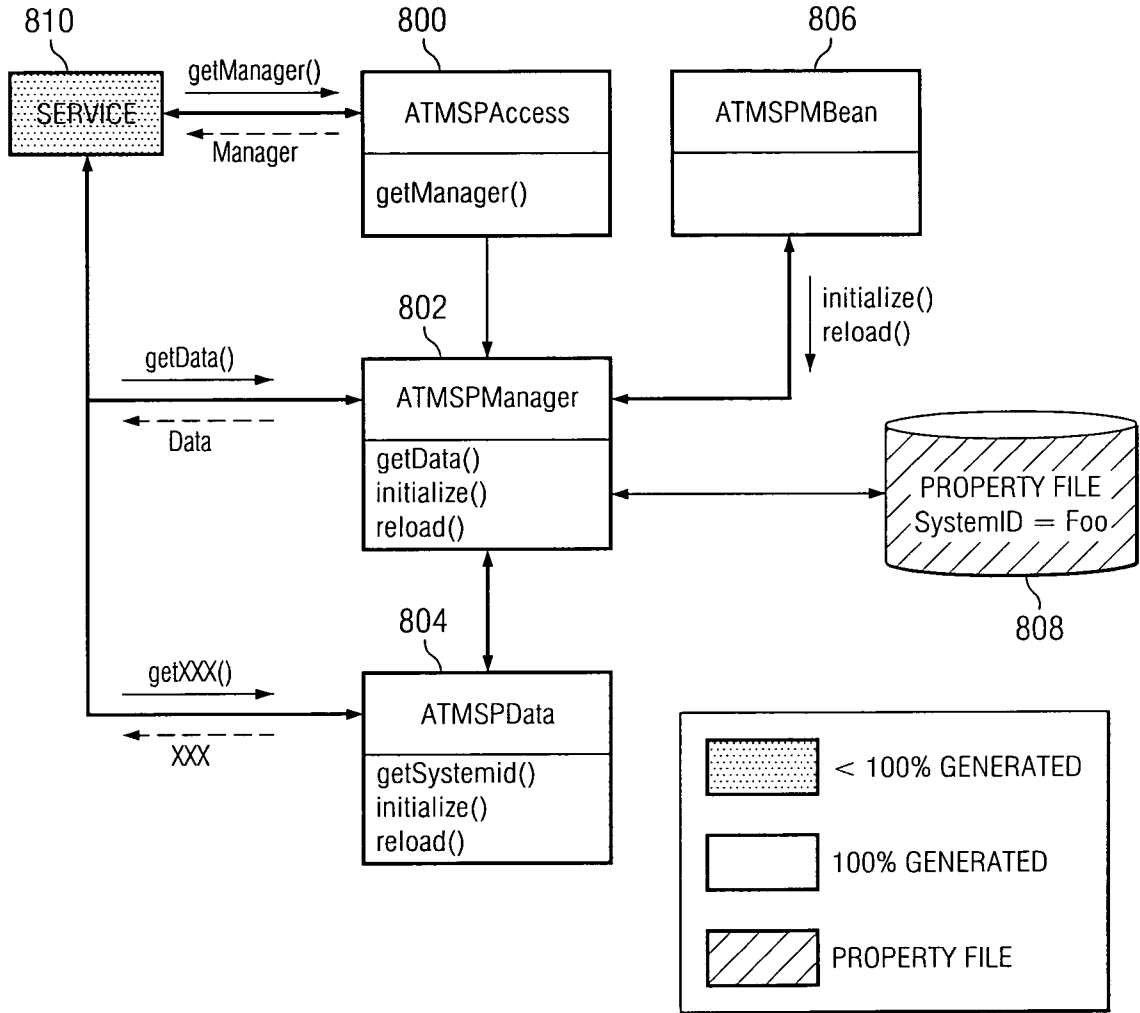 810
800
806
SERVICE
getManager()
Manager
ATMSPAccess
getManager()
ATMSPMBean
initialize()
reload()
802
getData()
Data
ATMSPManager
getData()
initialize()
reload()
PROPERTY FILE
SystemID = Foo
808
804
getXXX()
XXX
ATMSPData
getSystemid()
initialize()
reload()
< 100% GENERATED
100% GENERATED
PROPERTY FILE